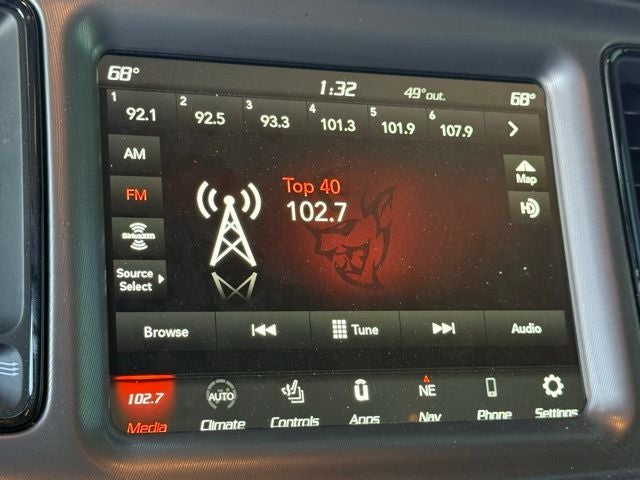 68° 1:32 49°out. 68°
1 92.1 2 92.5 3 93.3 4 101.3 5 101.9 6 107.9
AM
FM
SiriusXM
Source
Select
Top 40
102.7
Map
HD
Browse Tune Audio
102.7 AUTO NE
Media Climate Controls Apps Nav Phone Settings